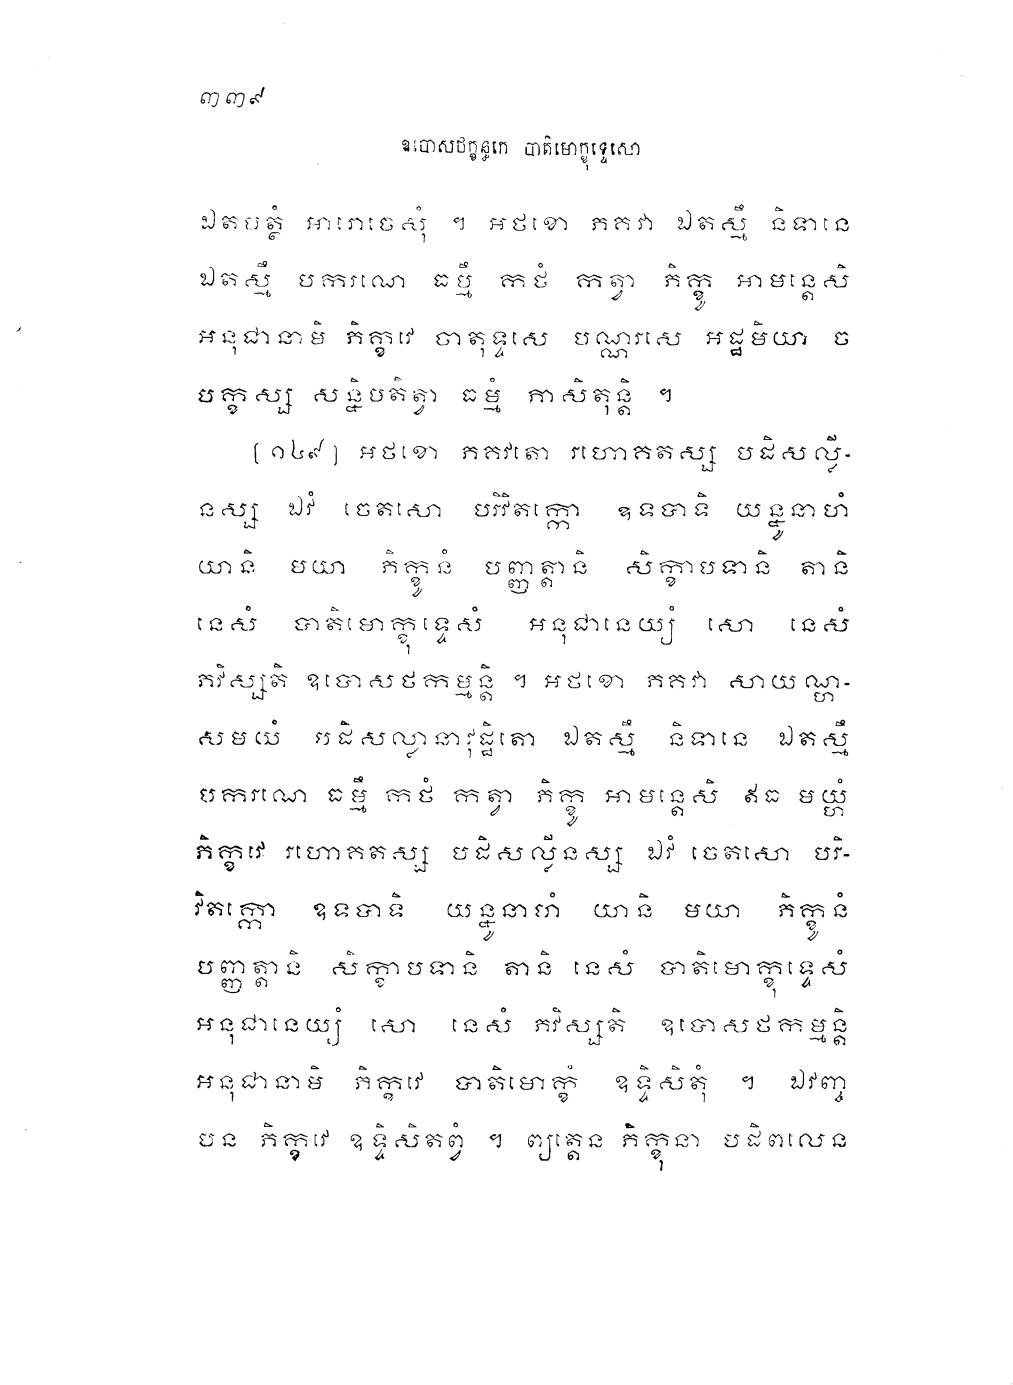 ៣៣៩
ឧបោសថក្ខន្ធកេ បាតិមោក្ខុទ្ទេសោ
ឯតមត្ថំ អារោចេសុំ ។ អថខោ ភគវា ឯតស្មឹ និទានេ
ឯតស្មឹ បករណេ ធម្មឹ កថំ កត្វា ភិក្ខូ អាមន្តេសិ
អនុជានាមិ ភិក្ខវេ ចាតុទ្ទសេ បណ្ណរសេ អដ្ឋមិយា ច
បក្ខស្ស សន្និបតិត្វា ធម្មំ ភាសិតុន្តិ ។
(១៤៩) អថខោ ភគវតោ រហោគតស្ស បដិសល្លី-
នស្ស ឯវំ ចេតសោ បរិវិតក្កោ ឧទបាទិ យន្នូនាហំ
យានិ មយា ភិក្ខូនំ បញ្ញត្តានិ សិក្ខាបទានិ តានិ
នេសំ បាតិមោក្ខុទ្ទេសំ អនុជានេយ្យំ សោ នេសំ
ភវិស្សតិ ឧបោសថកម្មន្តិ ។ អថខោ ភគវា សាយណ្ហ-
សមយំ បដិសល្លានាវុដ្ឋិតោ ឯតស្មឹ និទានេ ឯតស្មឹ
បករណេ ធម្មឹ កថំ កត្វា ភិក្ខូ អាមន្តេសិ ឥធ មយ្ហំ
ភិក្ខវេ រហោគតស្ស បដិសល្លីនស្ស ឯវំ ចេតសោ បរិ-
វិតក្កោ ឧទបាទិ យន្នូនាហំ យានិ មយា ភិក្ខូនំ
បញ្ញត្តានិ សិក្ខាបទានិ តានិ នេសំ បាតិមោក្ខុទ្ទេសំ
អនុជានេយ្យំ សោ នេសំ ភវិស្សតិ ឧបោសថកម្មន្តិ
អនុជានាមិ ភិក្ខវេ បាតិមោក្ខំ ឧទ្ទិសិតុំ ។ ឯវញ្ច
បន ភិក្ខវេ ឧទ្ទិសិតព្វំ ។ ព្យត្តេន ភិក្ខុនា បដិពលេន